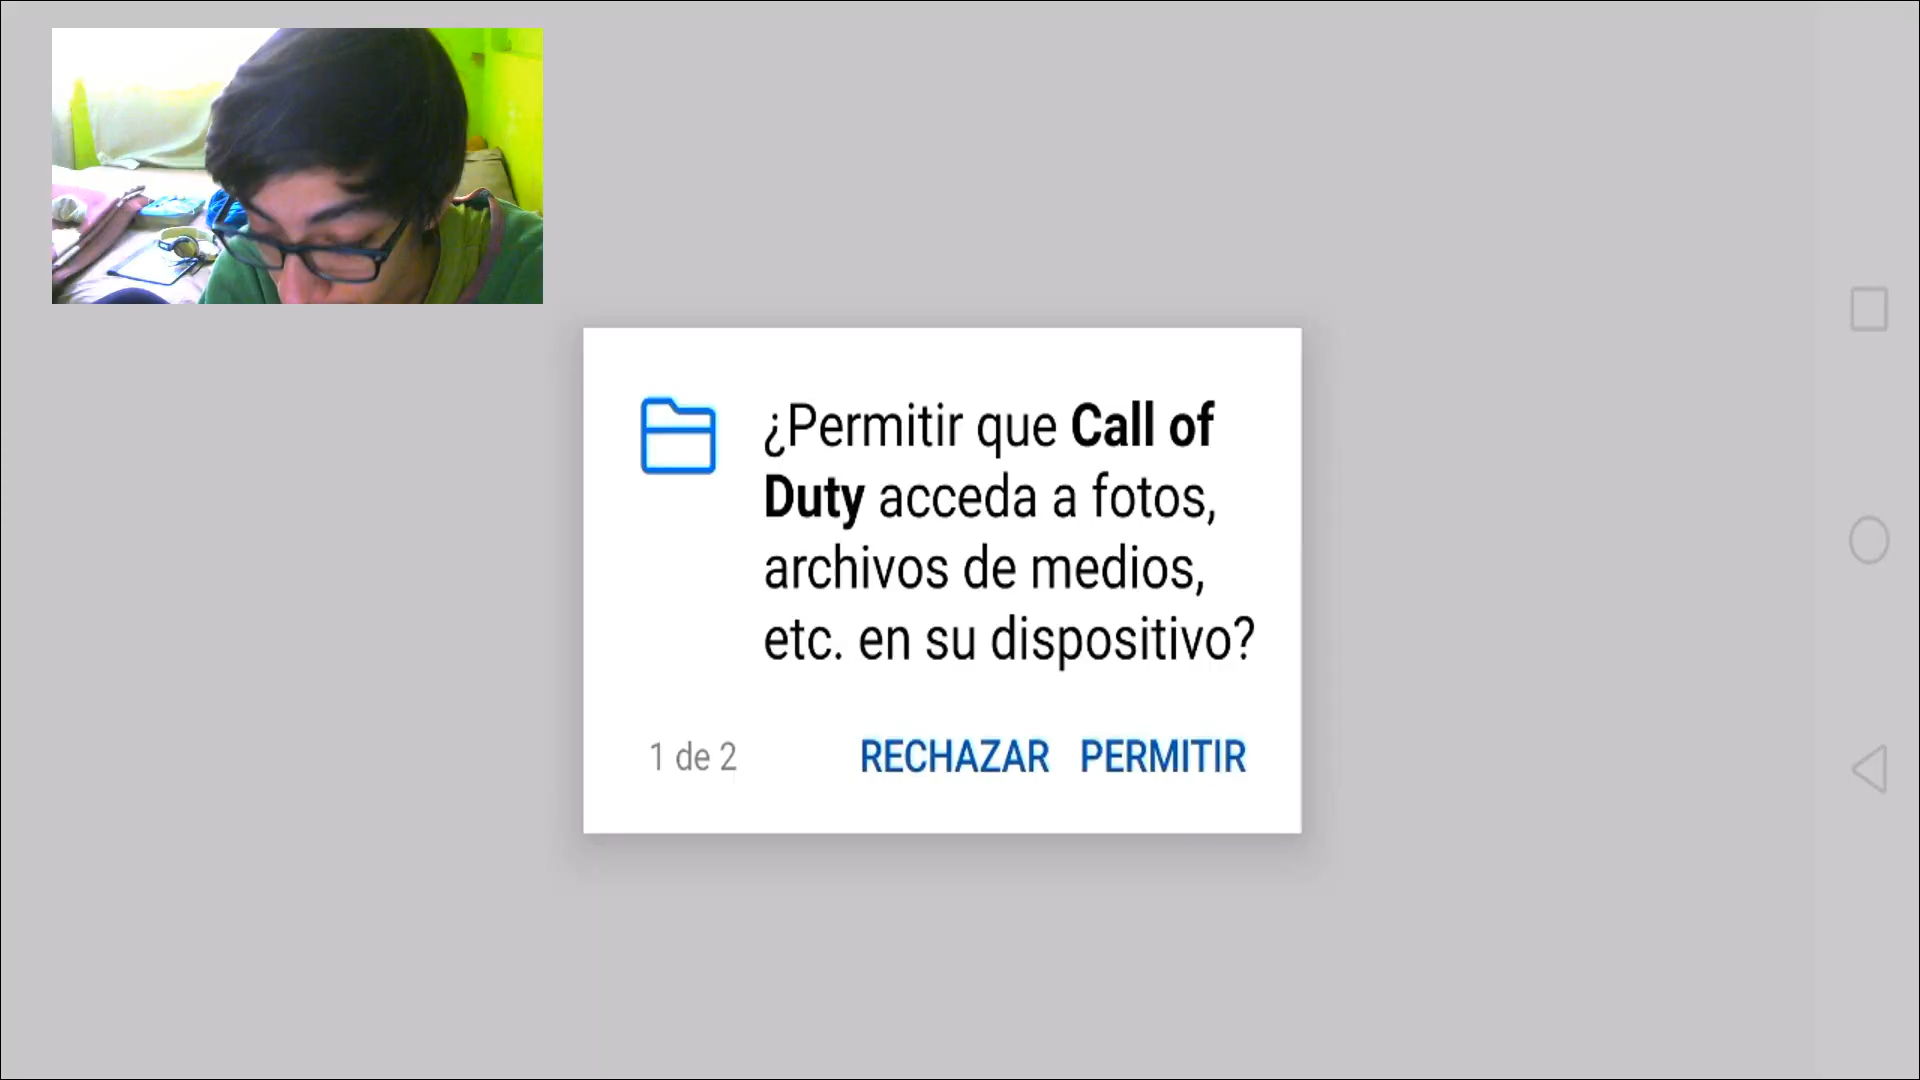 ¿Permitir que Call of
Duty acceda a fotos,
archivos de medios,
etc. en su dispositivo?
1 de 2 RECHAZAR PERMITIR